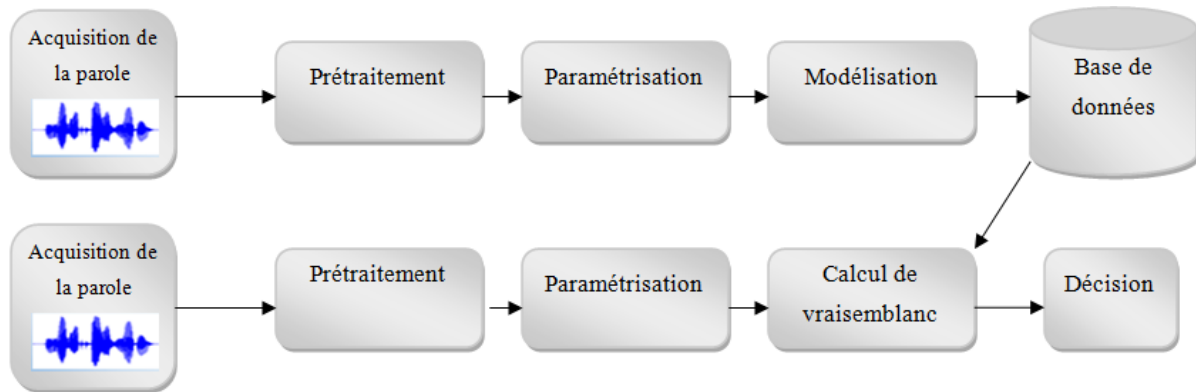 Acquisition de
la parole
Prétraitement
Paramétrisation
Modélisation
Base de
données
Acquisition de
la parole
Prétraitement
Paramétrisation
Calcul de
vraisemblanc
Décision